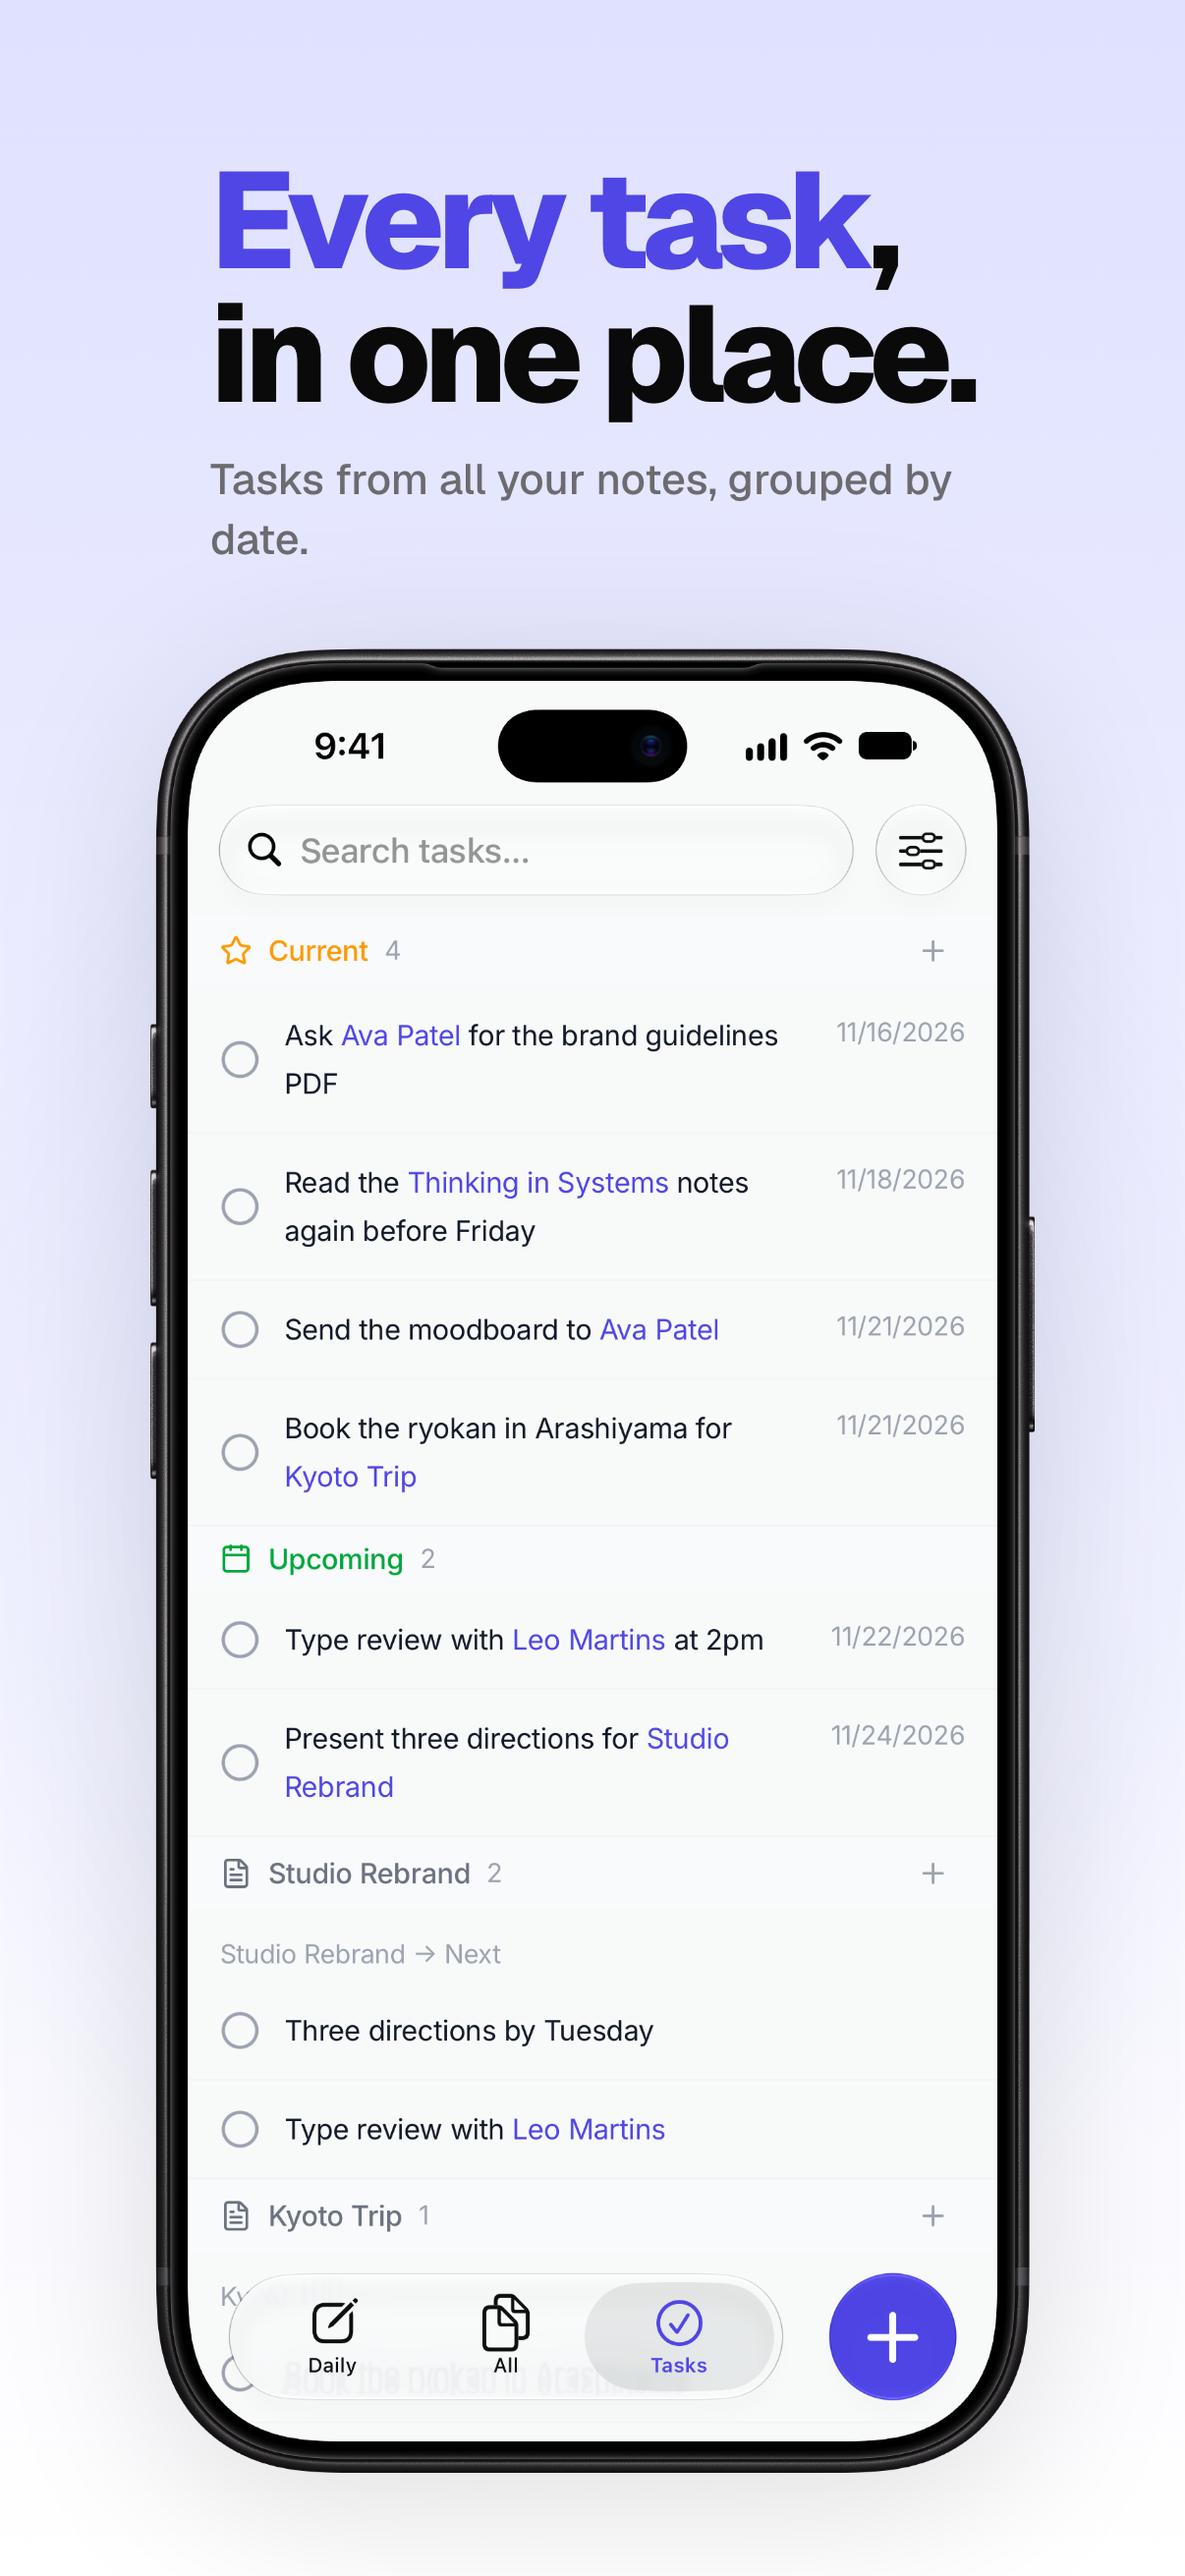 Every task,
in one place.
Tasks from all your notes, grouped by
date.
9:41
Search tasks...
Current 4
Ask Ava Patel for the brand guidelines
PDF
11/16/2026
Read the Thinking in Systems notes
again before Friday
11/18/2026
Send the moodboard to Ava Patel
11/21/2026
Book the ryokan in Arashiyama for
Kyoto Trip
11/21/2026
Upcoming 2
Type review with Leo Martins at 2pm
11/22/2026
Present three directions for Studio
Rebrand
11/24/2026
Studio Rebrand 2
Studio Rebrand → Next
Three directions by Tuesday
Type review with Leo Martins
Kyoto Trip 1
Daily
All
Tasks